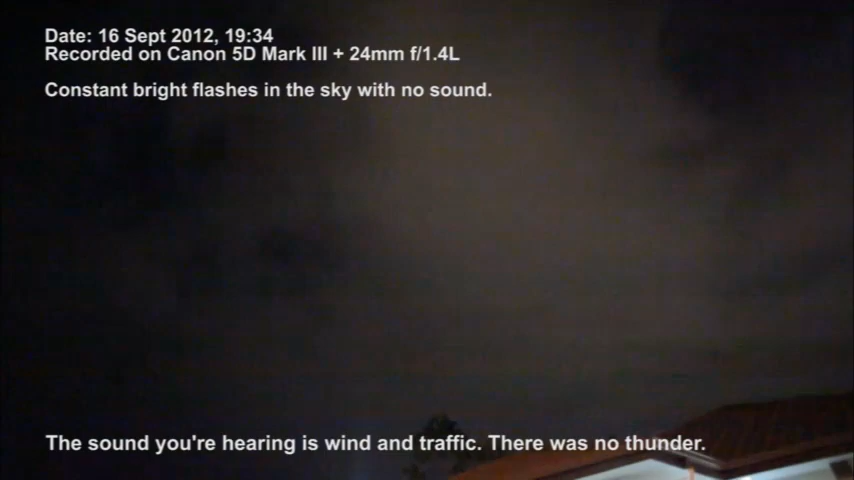 Date: 16 Sept 2012, 19:34
Recorded on Canon 5D Mark III + 24mm f/1.4L
Constant bright flashes in the sky with no sound.
The sound you're hearing is wind and traffic. There was no thunder.